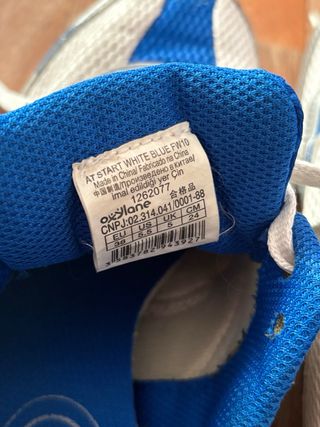 AT START WHITE BLUE FW10
Made in China/ Fabricado na China
中国制造/произведено в китае/
Imal edildiği yer Çin
1262077 合格品
oxylane
CNPJ:02.314.041/0001-88
EU US UK CM
38 5.5 5 24